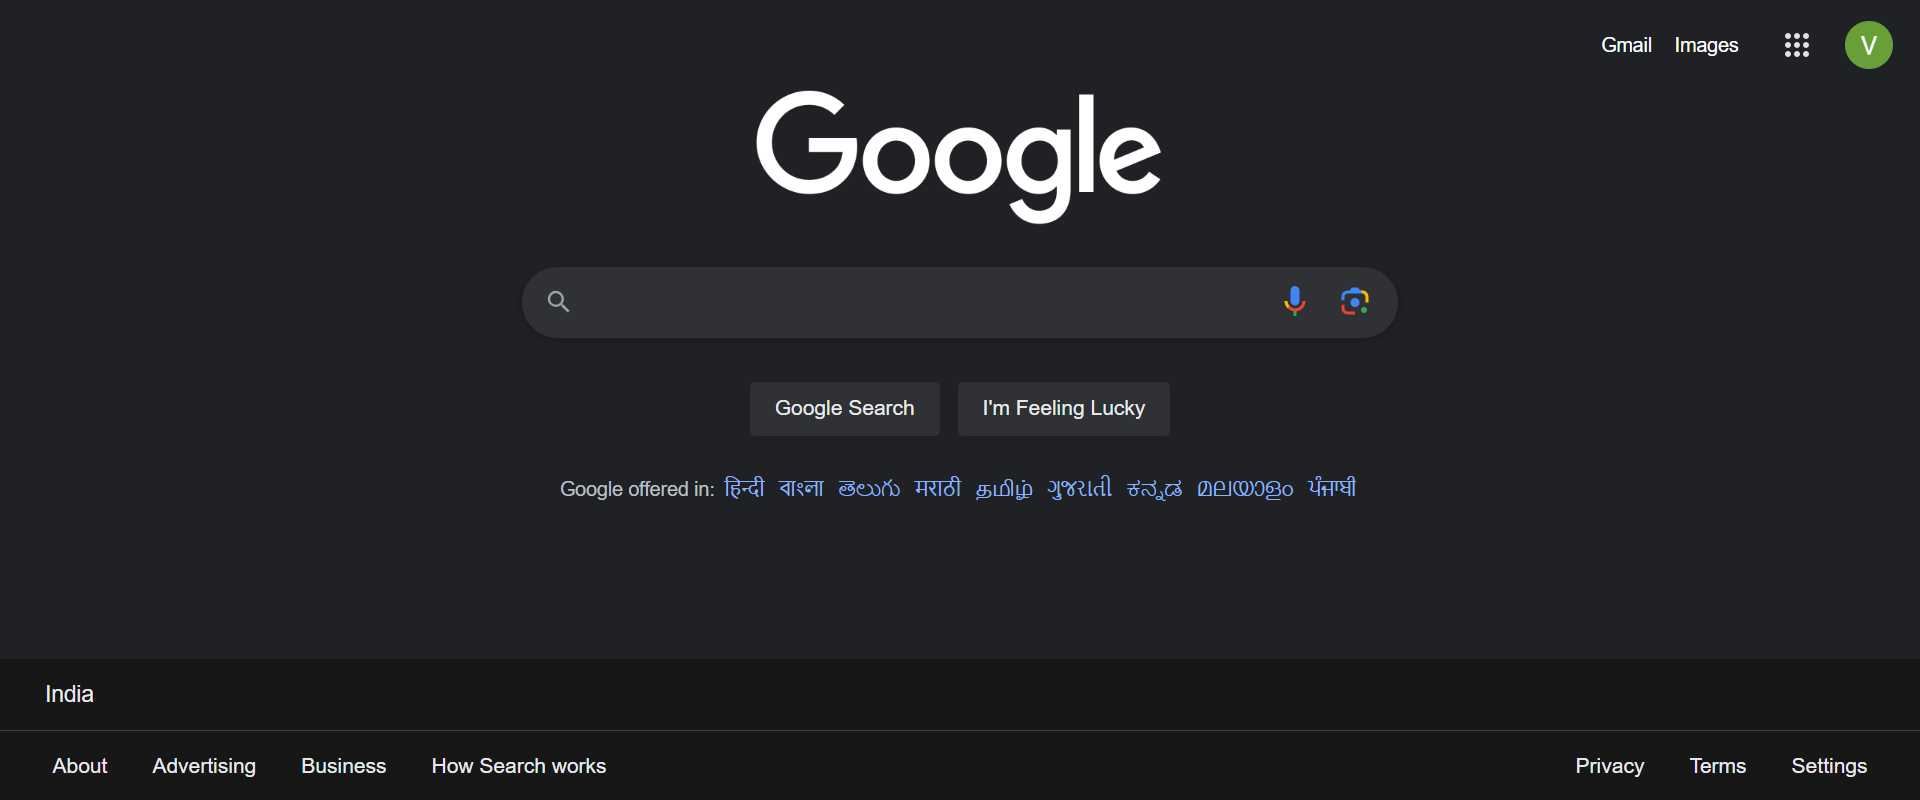 Gmail Images V
Google
Google Search I'm Feeling Lucky
Google offered in: हिन्दी বাংলা తెలుగు मराठी தமிழ் ગુજરાતી ಕನ್ನಡ മലയാളം ਪੰਜਾਬੀ
India
About Advertising Business How Search works Privacy Terms Settings